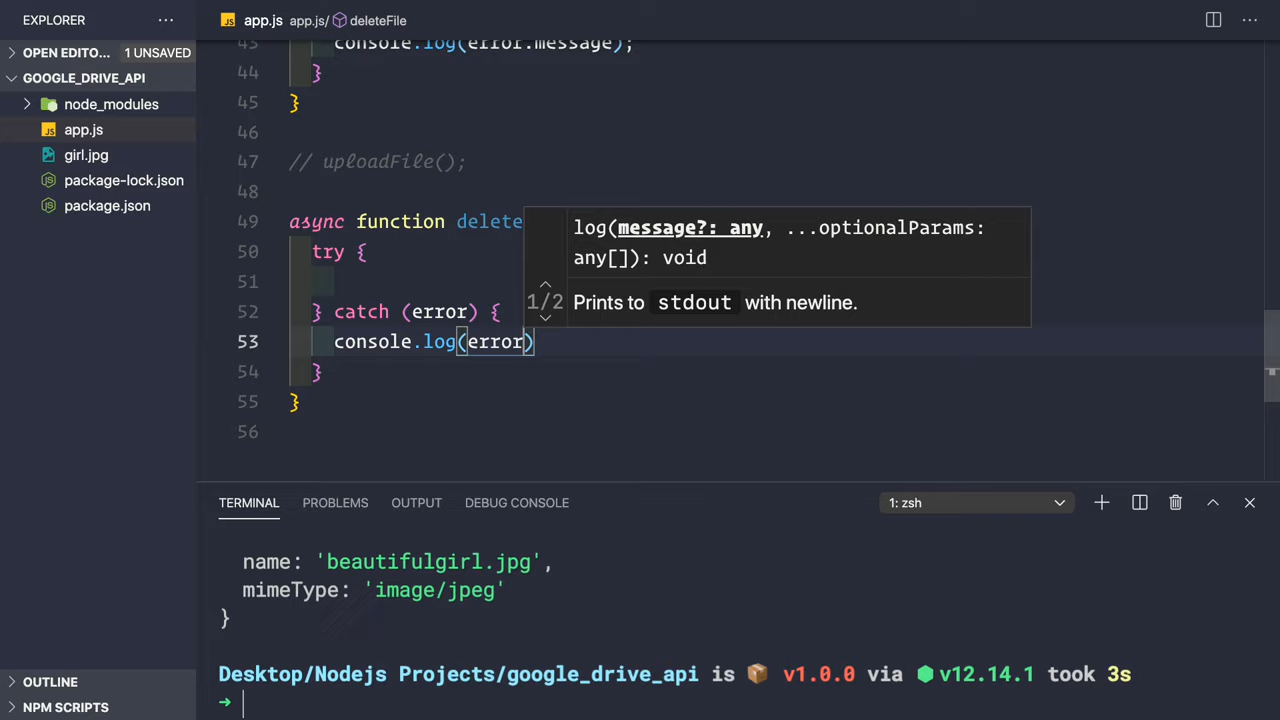 EXPLORER ···
app.js app.js/ deleteFile
OPEN EDITO... 1 UNSAVED
GOOGLE_DRIVE_API
node_modules
app.js
girl.jpg
package-lock.json
package.json
OUTLINE
NPM SCRIPTS
43 console.log(error.message);
44 }
45 }
46
47 // uploadFile();
48
49 async function delete
50 try {
51
52 } catch (error) {
53 console.log(error)
54 }
55 }
56
log(message?: any, ...optionalParams:
any[]): void
1/2 Prints to stdout with newline.
TERMINAL PROBLEMS OUTPUT DEBUG CONSOLE 1: zsh
name: 'beautifulgirl.jpg',
mimeType: 'image/jpeg'
}
Desktop/Nodejs Projects/google_drive_api is 📦 v1.0.0 via ⬢v12.14.1 took 3s
➜